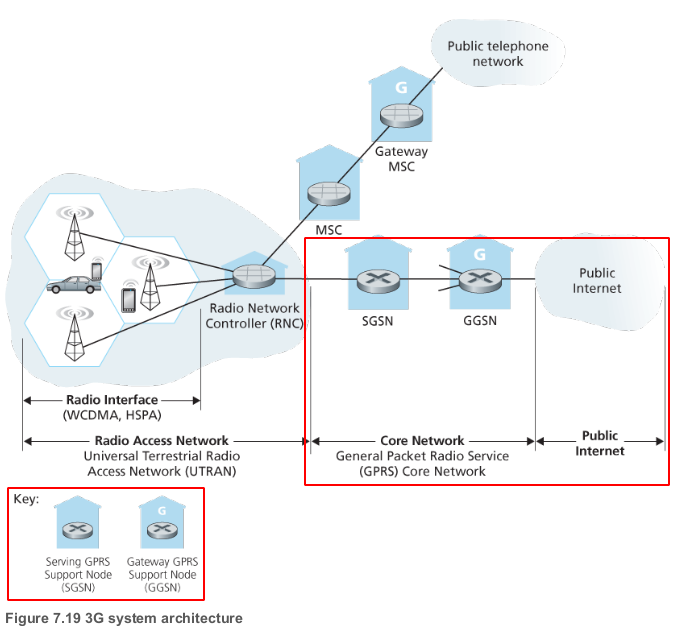 Public telephone
network
G
Gateway
MSC
MSC
G
Public
Internet
Radio Network
Controller (RNC)
SGSN
GGSN
Radio Interface
(WCDMA, HSPA)
Radio Access Network
Universal Terrestrial Radio
Access Network (UTRAN)
Core Network
General Packet Radio Service
(GPRS) Core Network
Public
Internet
Key:
G
Serving GPRS
Support Node
(SGSN)
Gateway GPRS
Support Node
(GGSN)
Figure 7.19 3G system architecture